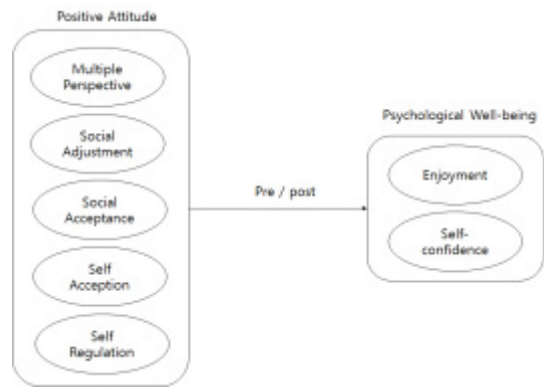 Positive Attitude
Multiple
Perspective
Social
Adjustment
Social
Acceptance
Self
Acception
Self
Regulation
Pre / post
Psychological Well-being
Enjoyment
Self-
confidence